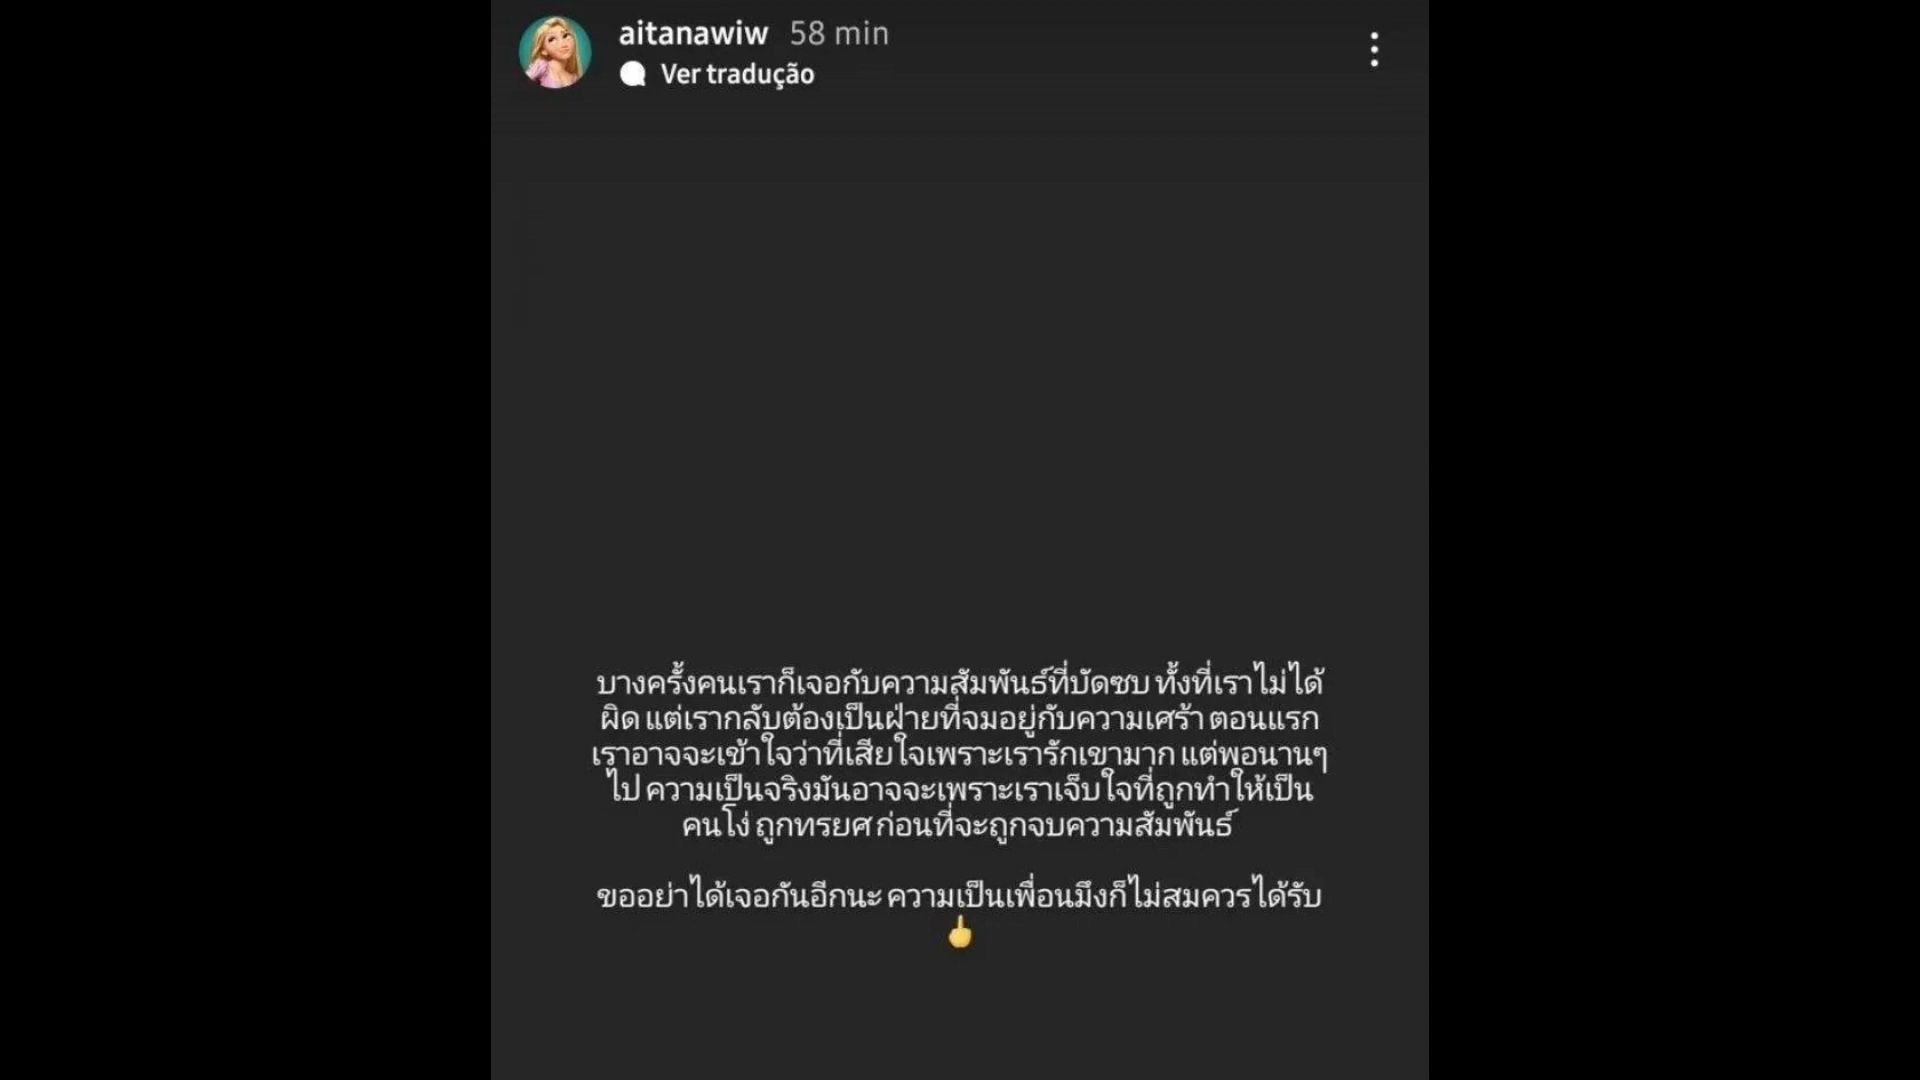 aitanawiw 58 min
Ver tradução
บางครั้งคนเราก็เจอกับความสัมพันธ์ที่บัดซบ ทั้งที่เราไม่ได้
ผิด แต่เรากลับต้องเป็นฝ่ายที่จมอยู่กับความเศร้า ตอนแรก
เราอาจจะเข้าใจว่าที่เสียใจเพราะเรารักเขามาก แต่พอนานๆ
ไป ความเป็นจริงมันอาจจะเพราะเราเจ็บใจที่ถูกทำให้เป็น
คนโง่ ถูกทรยศ ก่อนที่จะถูกจบความสัมพันธ์
ขออย่าได้เจอกันอีกนะ ความเป็นเพื่อนมึงก็ไม่สมควรได้รับ
🖕